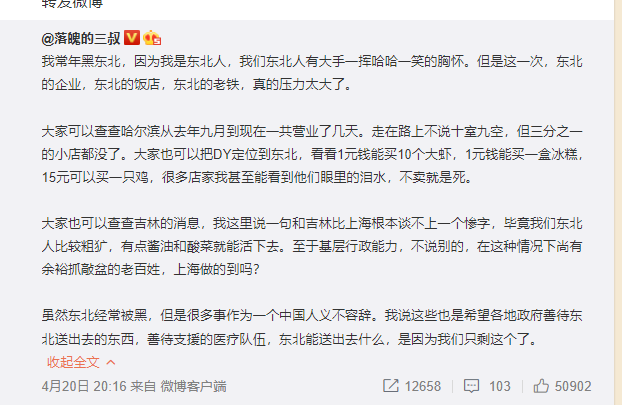 转发微博
@落魄的三叔
我常年黑东北，因为我是东北人，我们东北人有大手一挥哈哈一笑的胸怀。但是这一次，东北
的企业，东北的饭店，东北的老铁，真的压力太大了。
大家可以查查哈尔滨从去年九月到现在一共营业了几天。走在路上不说十室九空，但三分之一
的小店都没了。大家也可以把DY定位到东北，看看1元钱能买10个大虾，1元钱能买一盒冰糕，
15元可以买一只鸡，很多店家我甚至能看到他们眼里的泪水，不卖就是死。
大家也可以查查吉林的消息，我这里说一句和吉林比上海根本谈不上一个惨字，毕竟我们东北
人比较粗犷，有点酱油和酸菜就能活下去。至于基层行政能力，不说别的，在这种情况下尚有
余裕抓敲盆的老百姓，上海做的到吗？
虽然东北经常被黑，但是很多事作为一个中国人义不容辞。我说这些也是希望各地政府善待东
北送出去的东西，善待支援的医疗队伍，东北能送出去什么，是因为我们只剩这个了。
收起全文
4月20日 20:16 来自 微博客户端
12658
103
50902